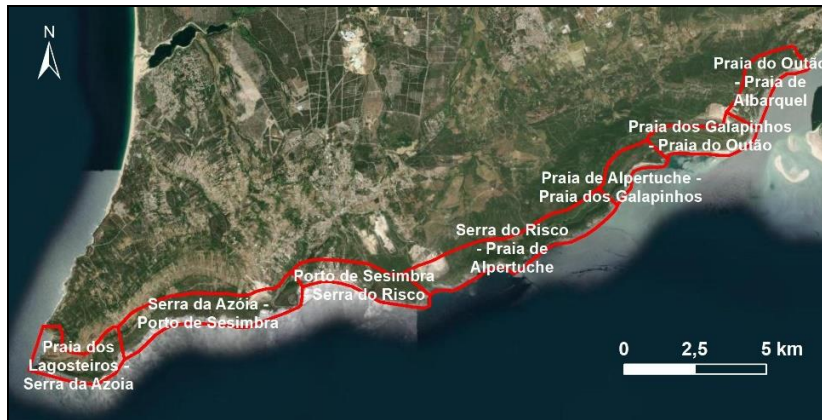 N
Praia do Outão
- Praia de
Albarquel
Praia dos Galapinhos
- Praia do Outão
Praia de Alpertuche -
Praia dos Galapinhos
Serra do Risco
- Praia de
Alpertuche
Porto de Sesimbra
- Serra do Risco
Serra da Azóia -
Porto de Sesimbra
Praia dos
Lagosteiros -
Serra da Azoia
0 2,5 5 km